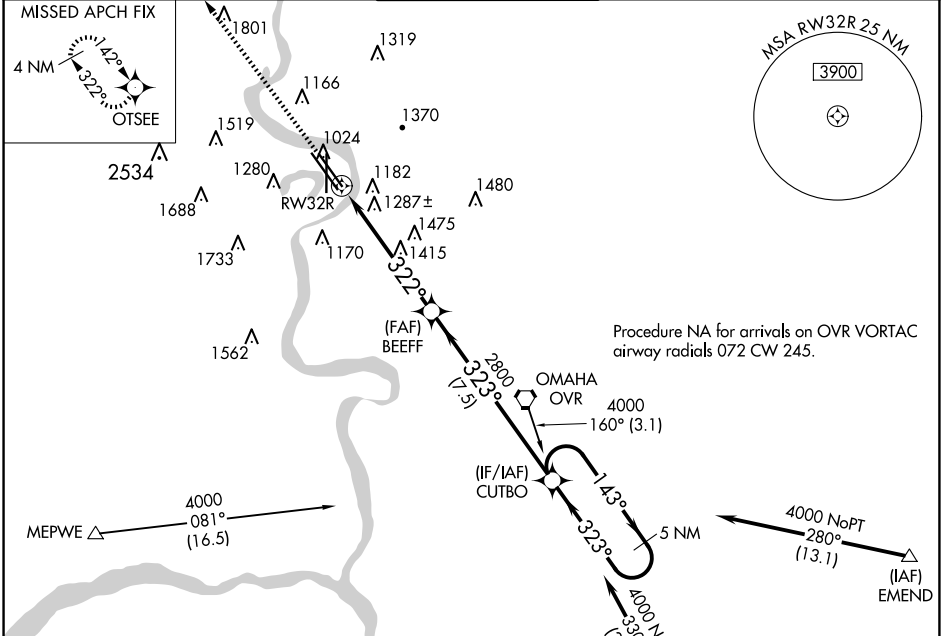 MISSED APCH FIX
4 NM
142°
322°
OTSEE
1801
1319
1166
1370
1519
1024
2534
1280
1182
1688
RW32R
1287±
1480
1475
1733
1170
1415
322°
1562
(FAF)
BEEFF
MSA RW32R 25 NM
3900
Procedure NA for arrivals on OVR VORTAC
airway radials 072 CW 245.
2800
323°
(7.5)
OMAHA
OVR
4000
160° (3.1)
(IF/IAF)
CUTBO
143°
323°
5 NM
MEPWE
4000
081°
(16.5)
4000 NoPT
280°
(13.1)
(IAF)
EMEND
4000 N